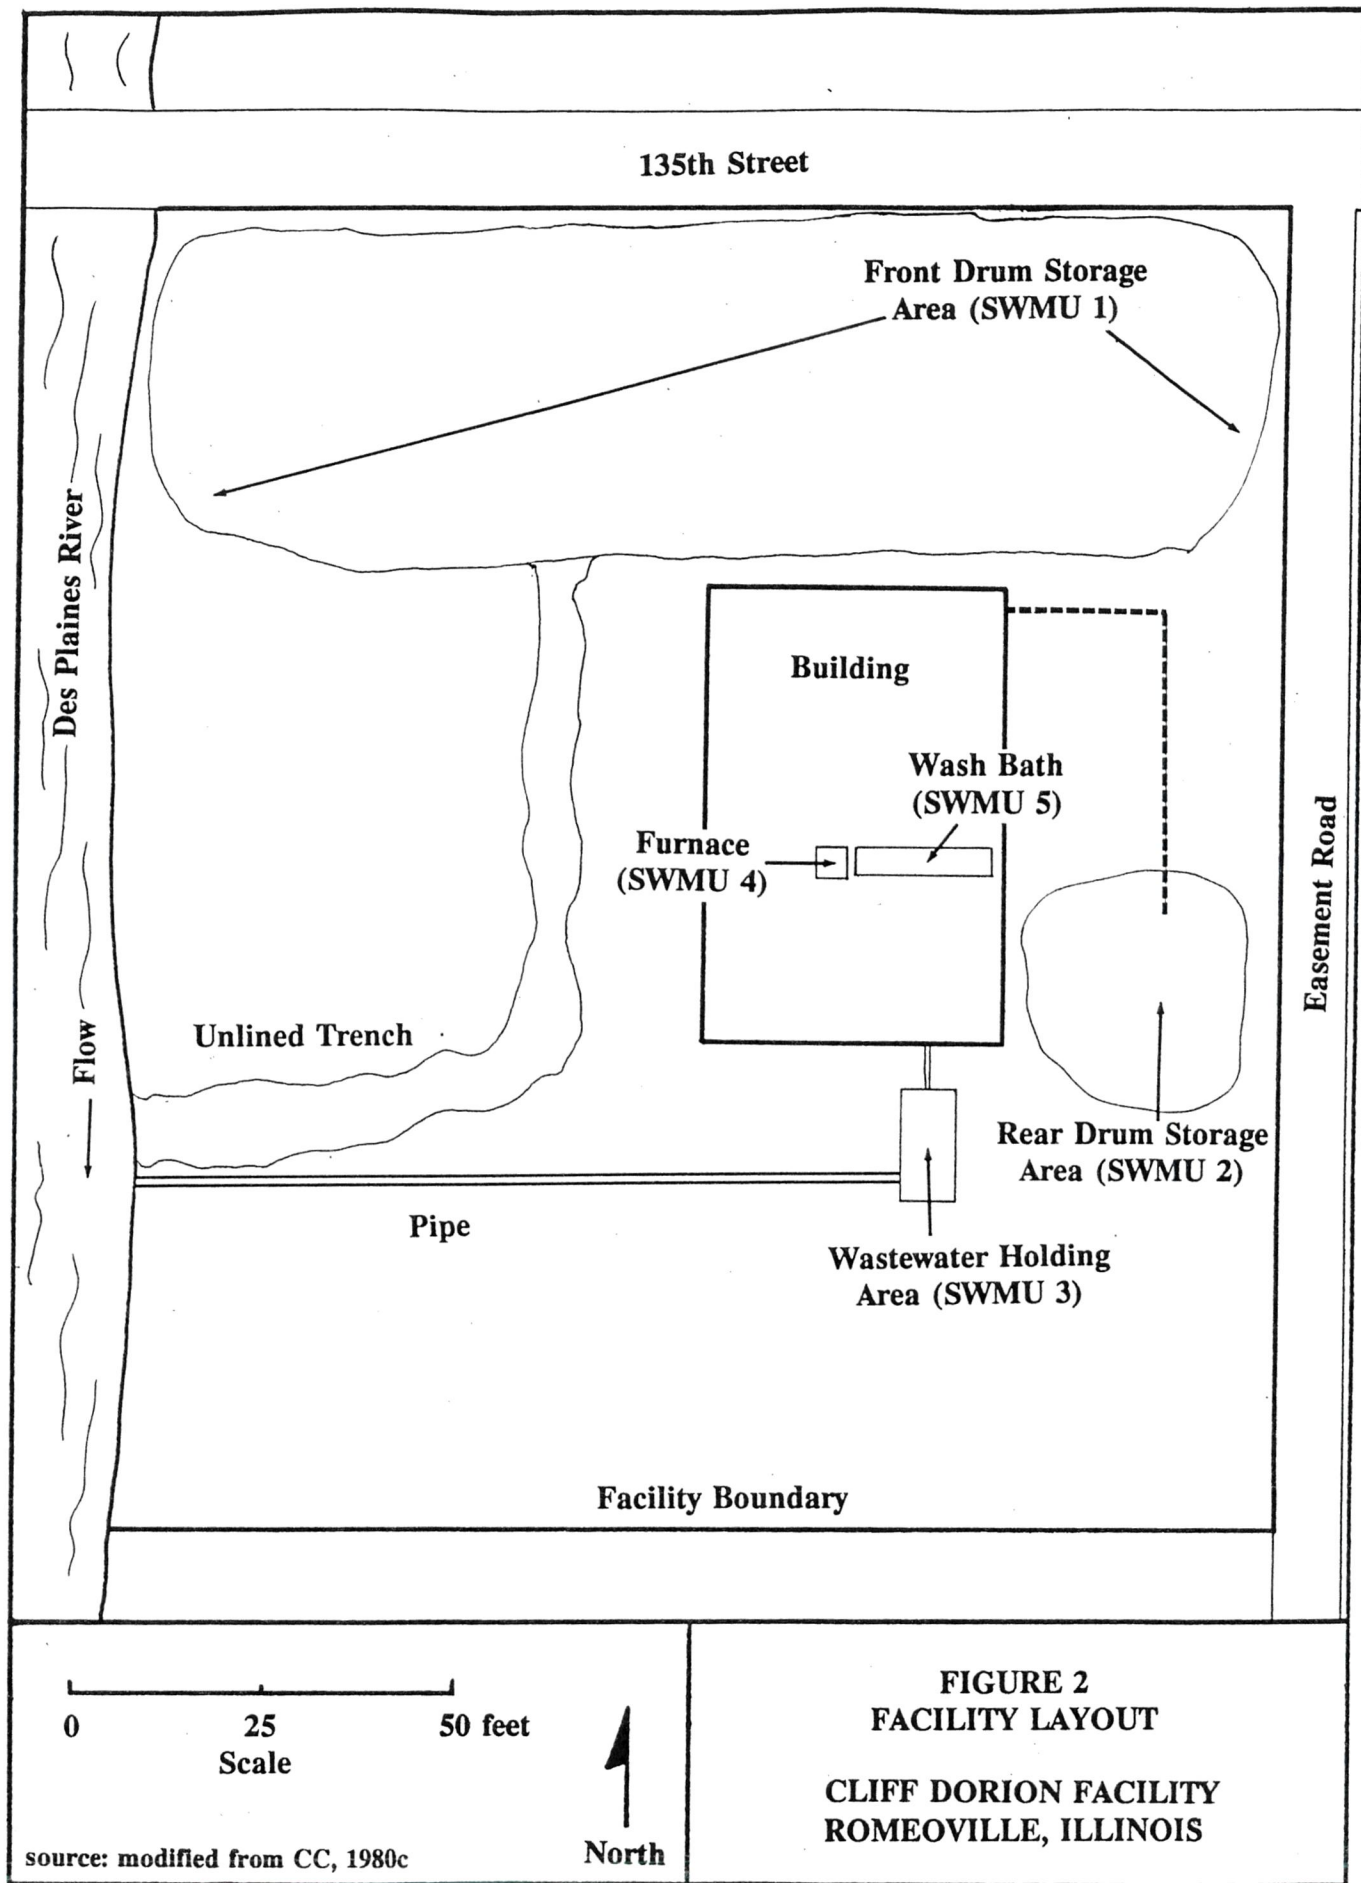 135th Street
Front Drum Storage
Area (SWMU 1)
Des Plaines River
Building
Wash Bath
(SWMU 5)
Furnace
(SWMU 4)
Easement Road
Unlined Trench
Flow
Rear Drum Storage
Area (SWMU 2)
Pipe
Wastewater Holding
Area (SWMU 3)
Facility Boundary
0 25 50 feet
Scale
North
source: modified from CC, 1980c
FIGURE 2
FACILITY LAYOUT
CLIFF DORION FACILITY
ROMEOVILLE, ILLINOIS